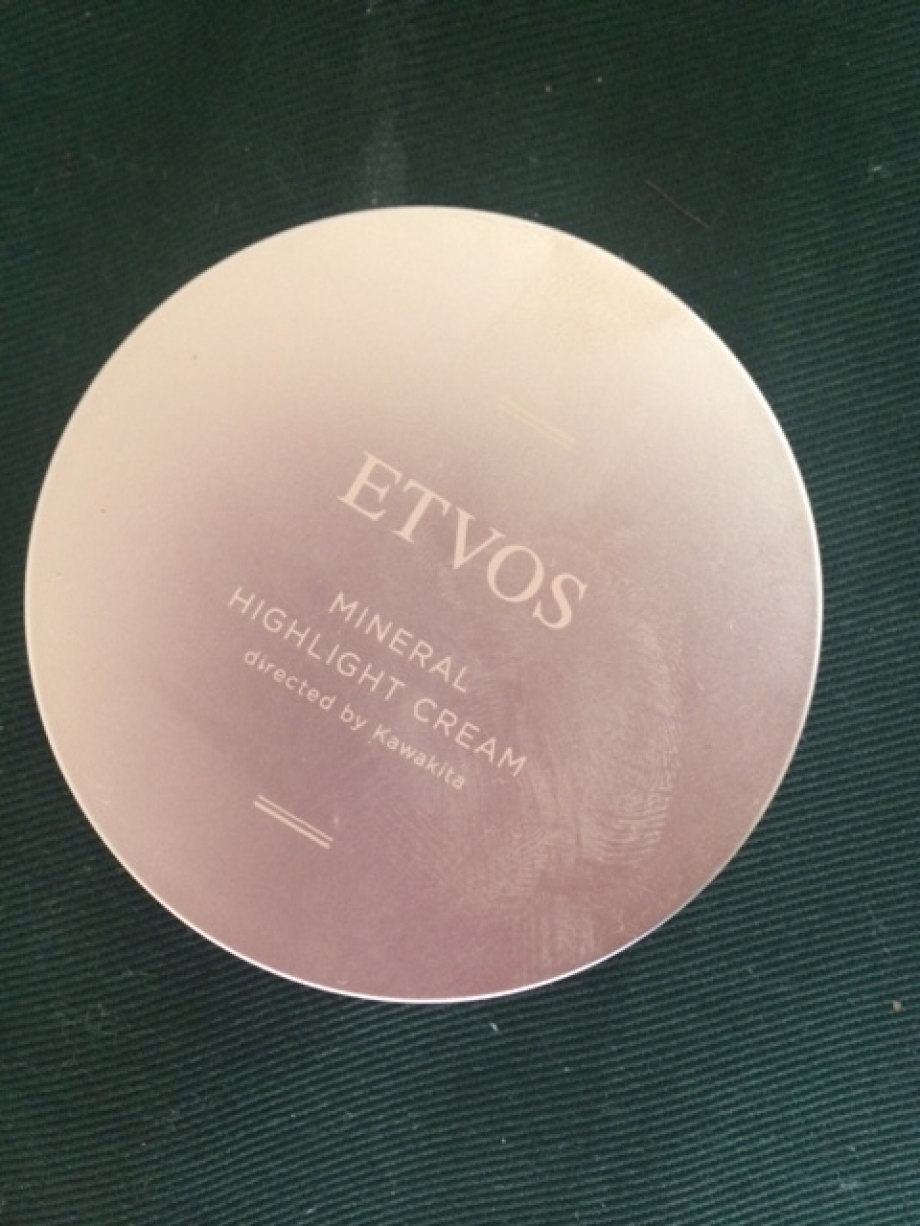 ETVOS
MINERAL
HIGHLIGHT CREAM
directed by Kawakita